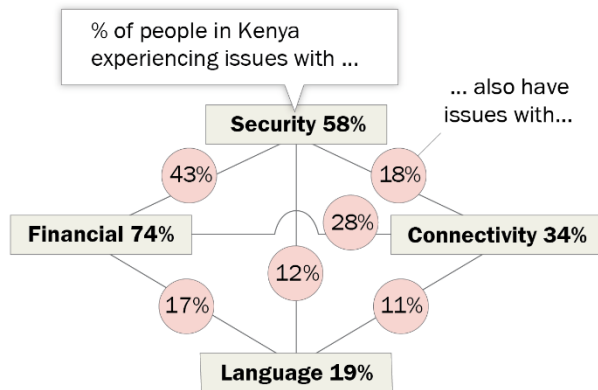 % of people in Kenya
experiencing issues with ...
... also have
issues with...
Security 58%
43%
18%
Financial 74%
28%
Connectivity 34%
12%
17%
11%
Language 19%